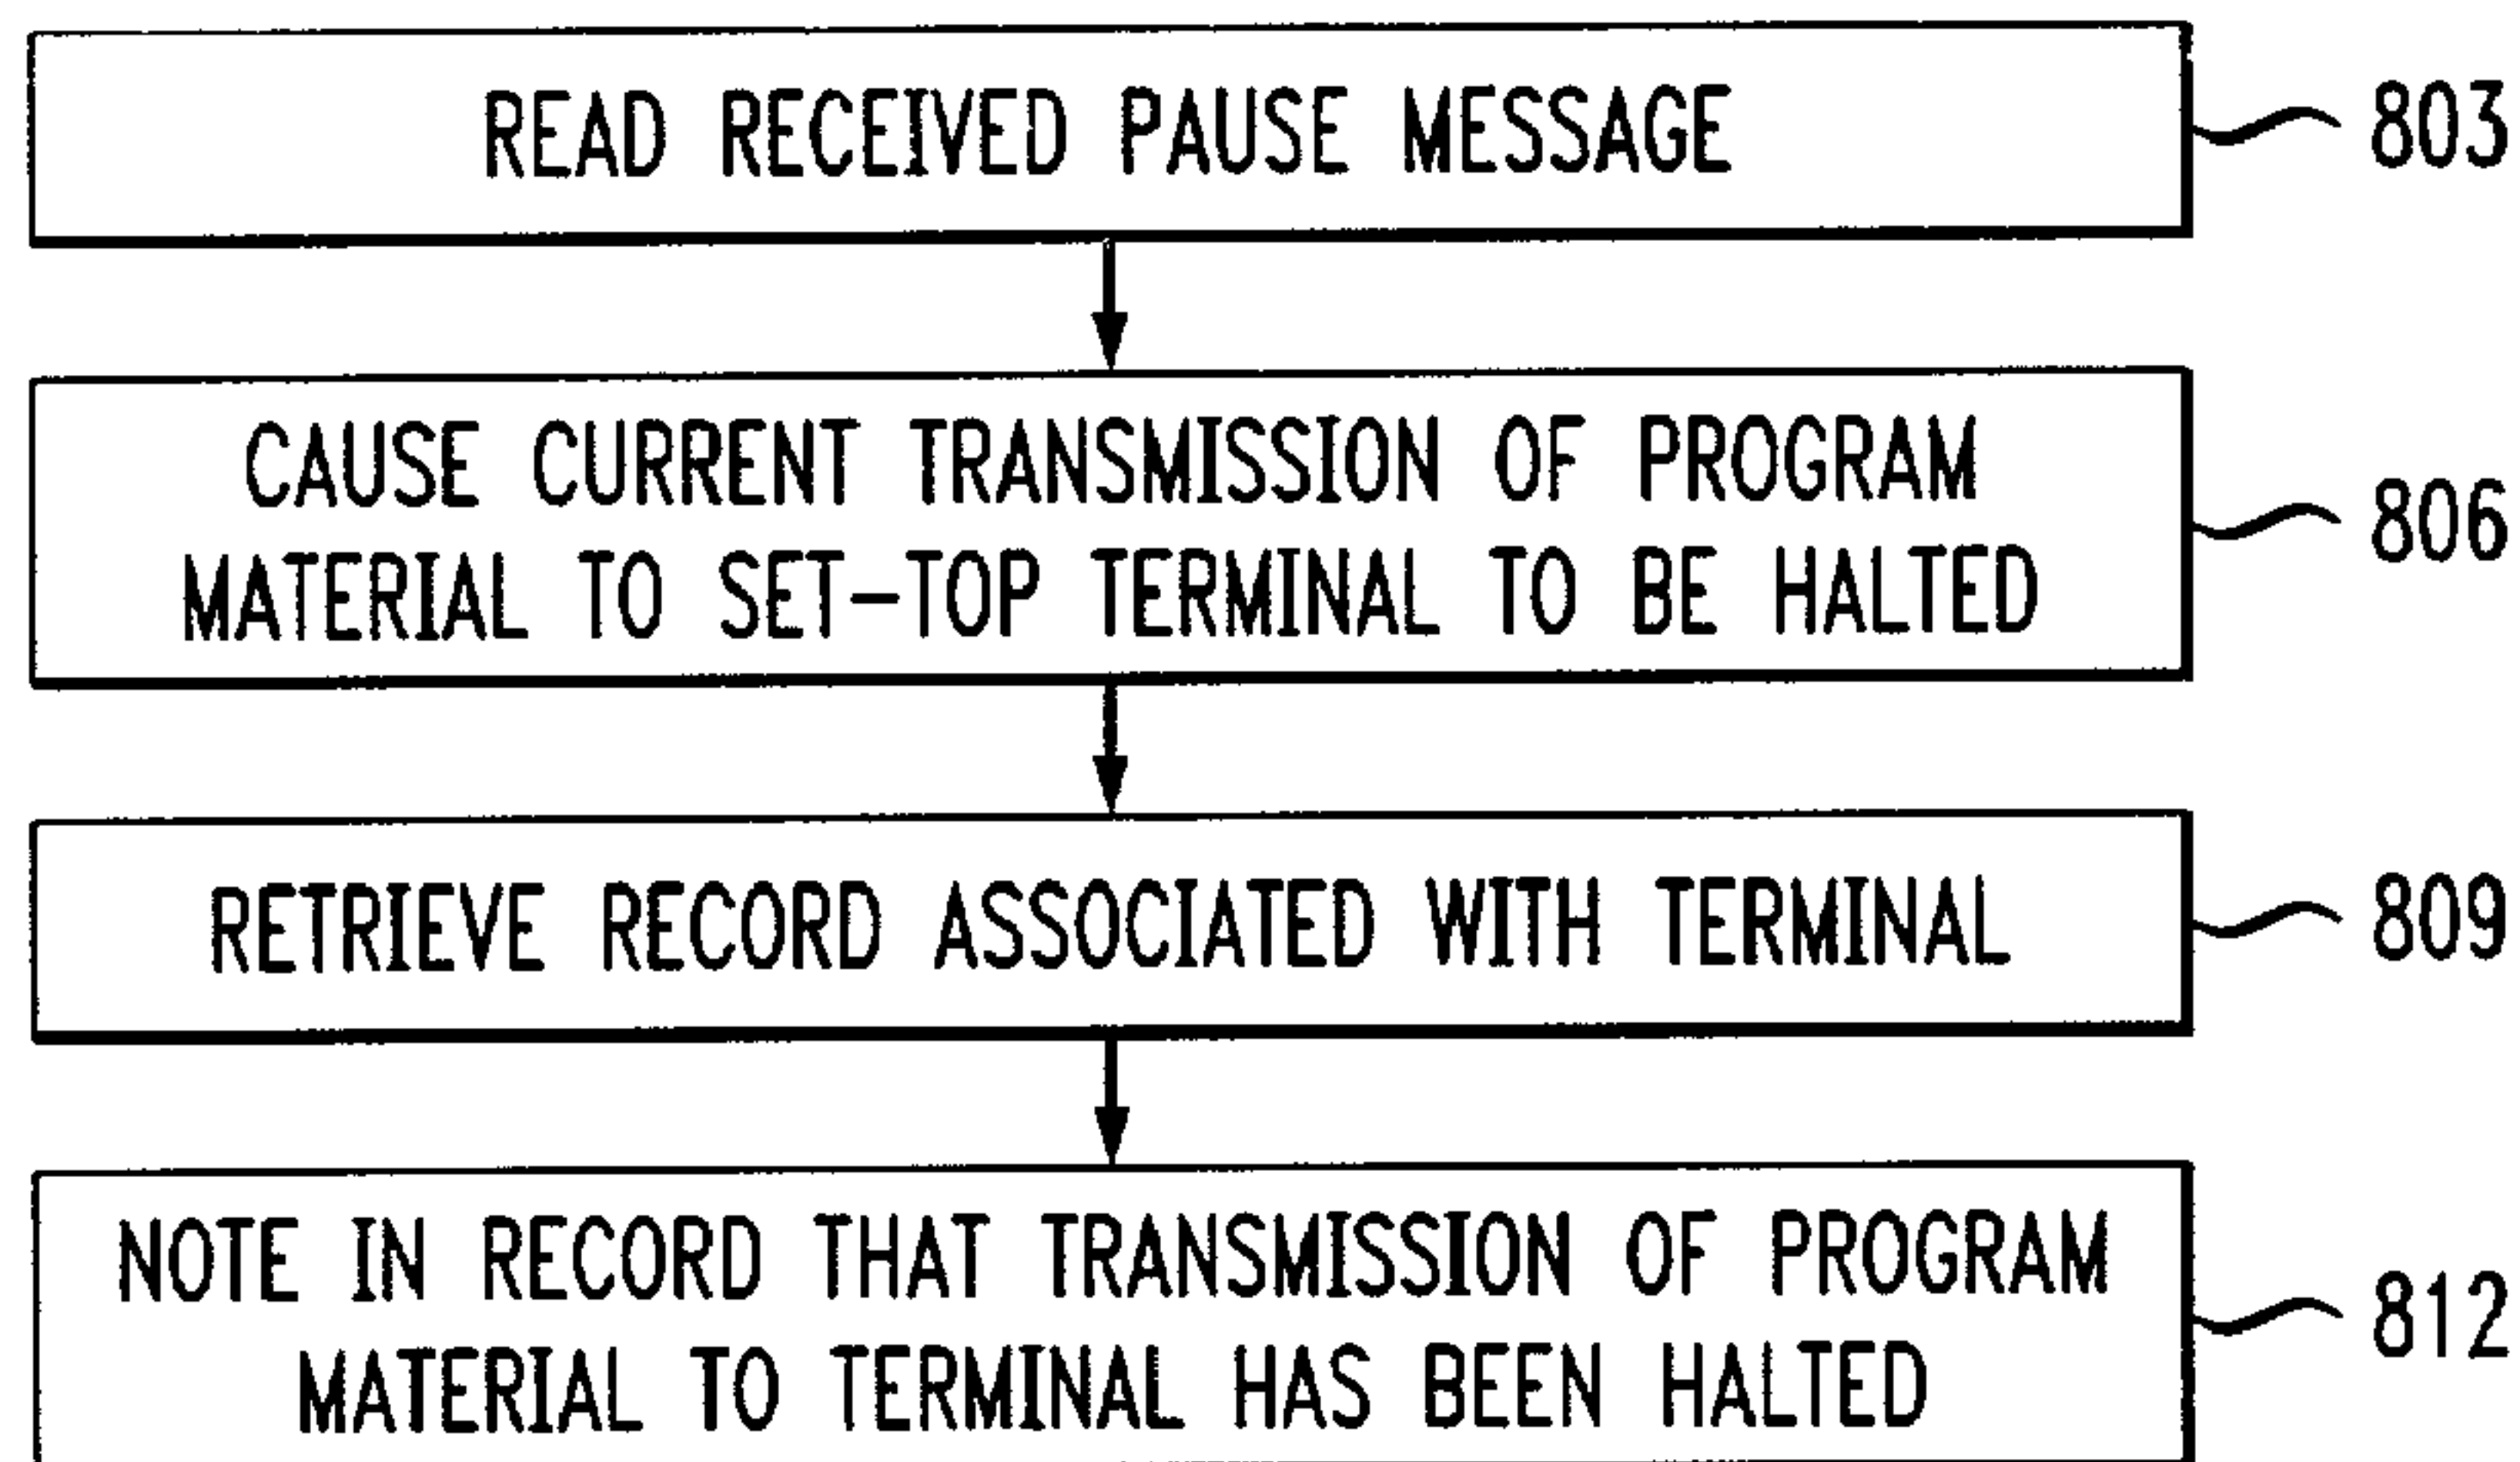 READ RECEIVED PAUSE MESSAGE
803
CAUSE CURRENT TRANSMISSION OF PROGRAM
MATERIAL TO SET-TOP TERMINAL TO BE HALTED
806
RETRIEVE RECORD ASSOCIATED WITH TERMINAL
809
NOTE IN RECORD THAT TRANSMISSION OF PROGRAM
MATERIAL TO TERMINAL HAS BEEN HALTED
812